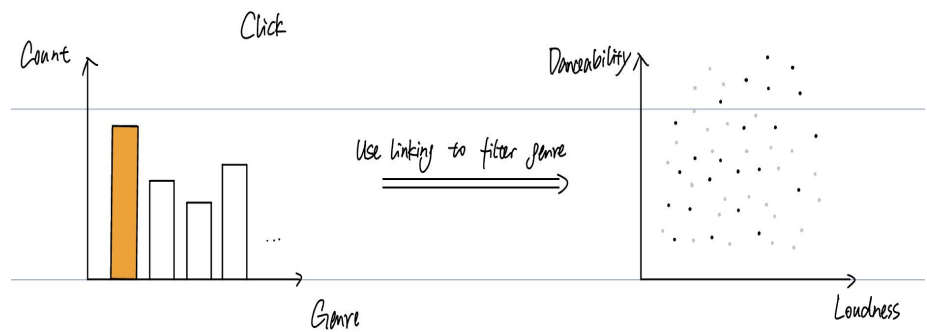 Click
Count
Danceability
Use linking to filter genre
...
Genre
Loudness